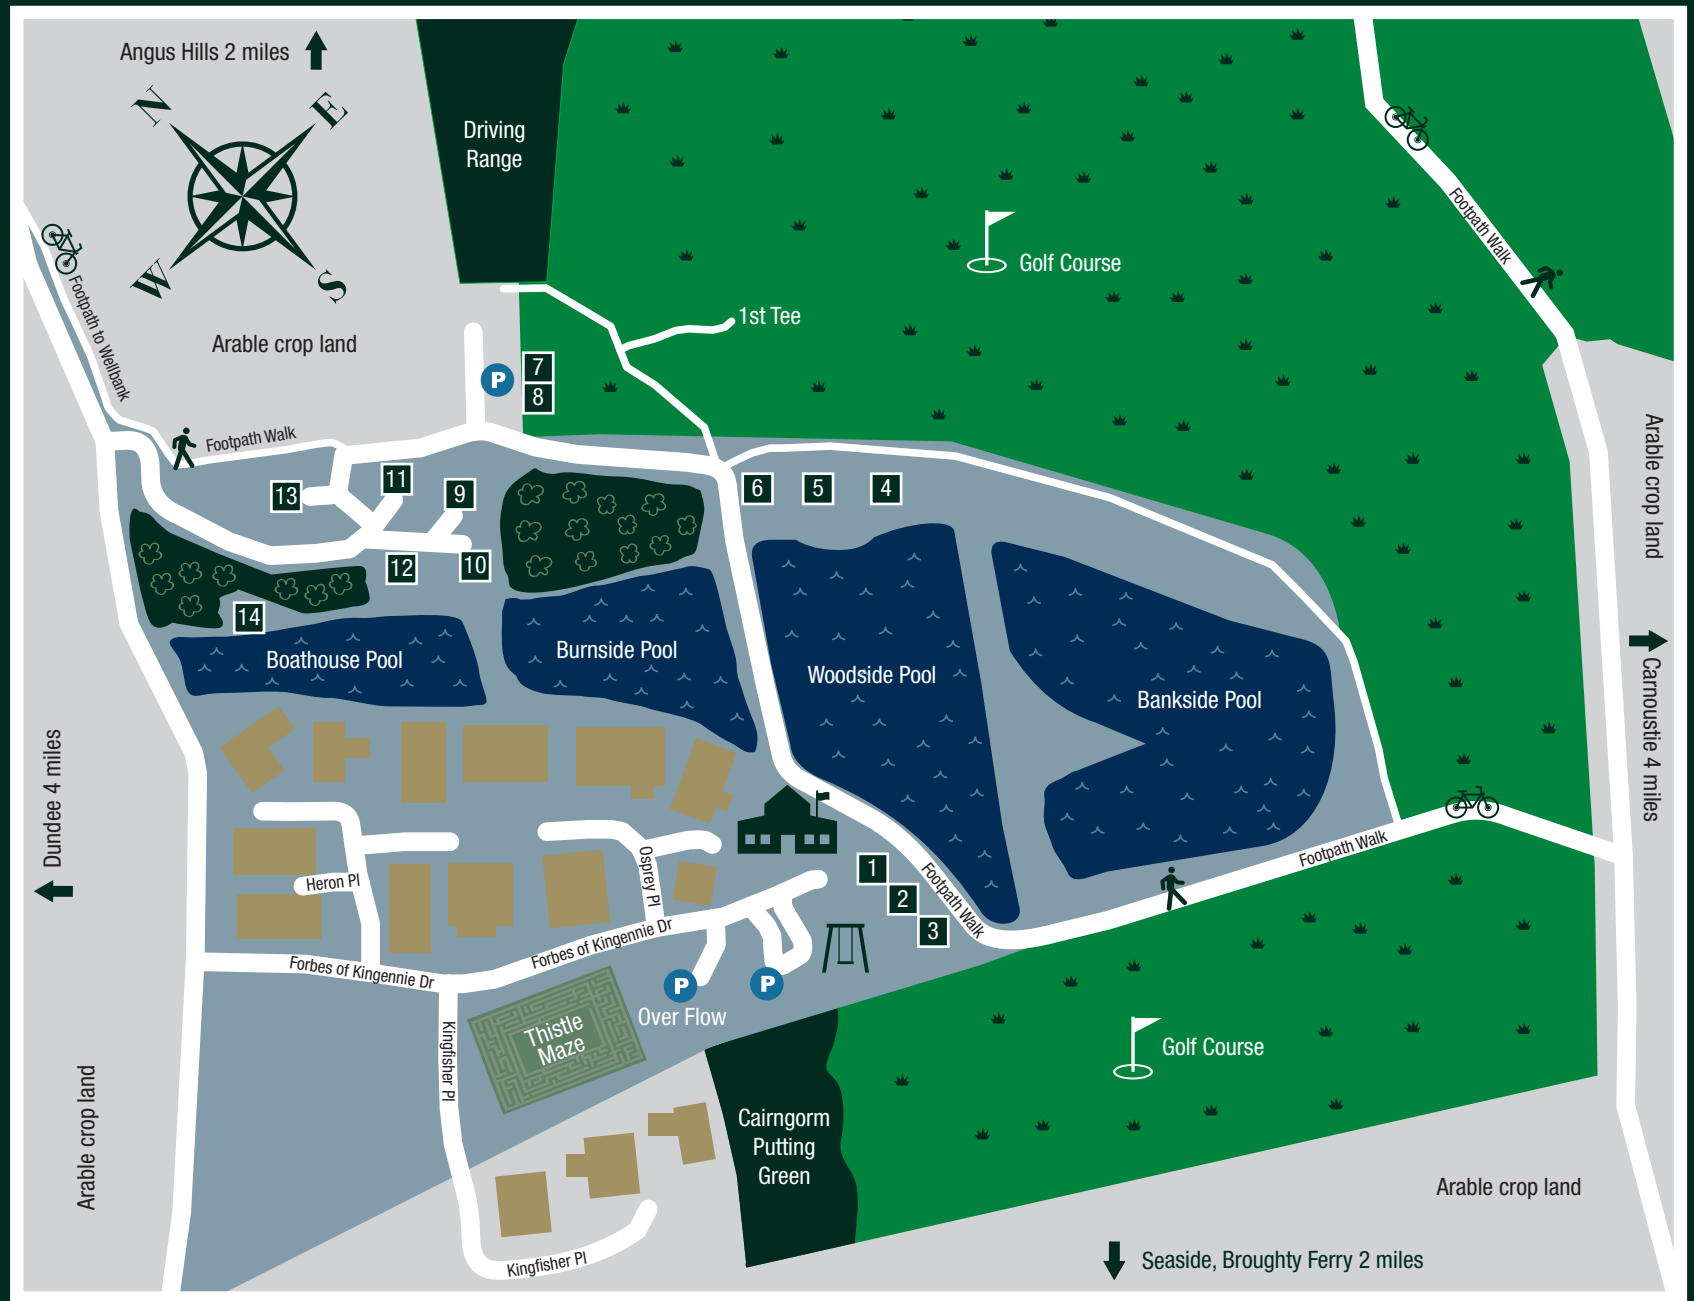 Angus Hills 2 miles
N
E
W
S
Driving
Range
Golf Course
Footpath Walk
Footpath to Wellbank
Arable crop land
1st Tee
P
7
8
Footpath Walk
13
11
9
12
10
14
6
5
4
Arable crop land
Carnoustie 4 miles
Boathouse Pool
Burnside Pool
Woodside Pool
Bankside Pool
Dundee 4 miles
Heron Pl
Osprey Pl
1
2
3
Footpath Walk
Footpath Walk
Forbes of Kingennie Dr
Forbes of Kingennie Dr
P
P
Over Flow
Thistle
Maze
Kingfisher Pl
Golf Course
Cairngorm
Putting
Green
Arable crop land
Arable crop land
Kingfisher Pl
Seaside, Broughty Ferry 2 miles